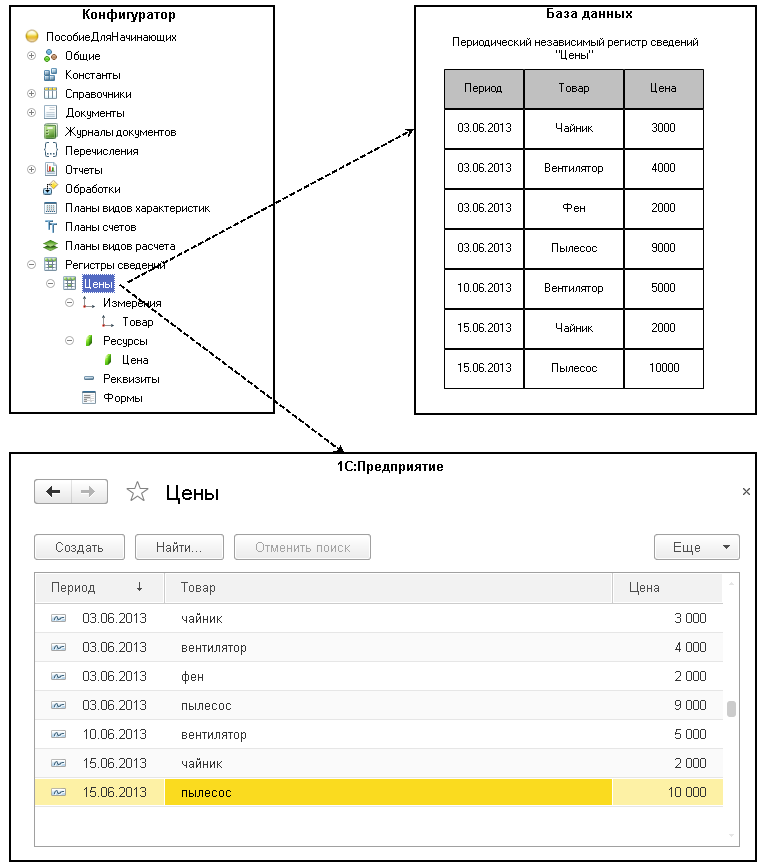 Конфигуратор
ПособиеДляНачинающих
Общие
Константы
Справочники
Документы
Журналы документов
Перечисления
Отчеты
Обработки
Планы видов характеристик
Планы счетов
Планы видов расчета
Регистры сведений
Цены
Измерения
Товар
Ресурсы
Цена
Реквизиты
Формы
База данных
Периодический независимый регистр сведений
"Цены"
Период Товар Цена
03.06.2013 Чайник 3000
03.06.2013 Вентилятор 4000
03.06.2013 Фен 2000
03.06.2013 Пылесос 9000
10.06.2013 Вентилятор 5000
15.06.2013 Чайник 2000
15.06.2013 Пылесос 10000
1С:Предприятие
Цены
Создать Найти... Отменить поиск Еще
Период Товар Цена
03.06.2013 чайник 3 000
03.06.2013 вентилятор 4 000
03.06.2013 фен 2 000
03.06.2013 пылесос 9 000
10.06.2013 вентилятор 5 000
15.06.2013 чайник 2 000
15.06.2013 пылесос 10 000